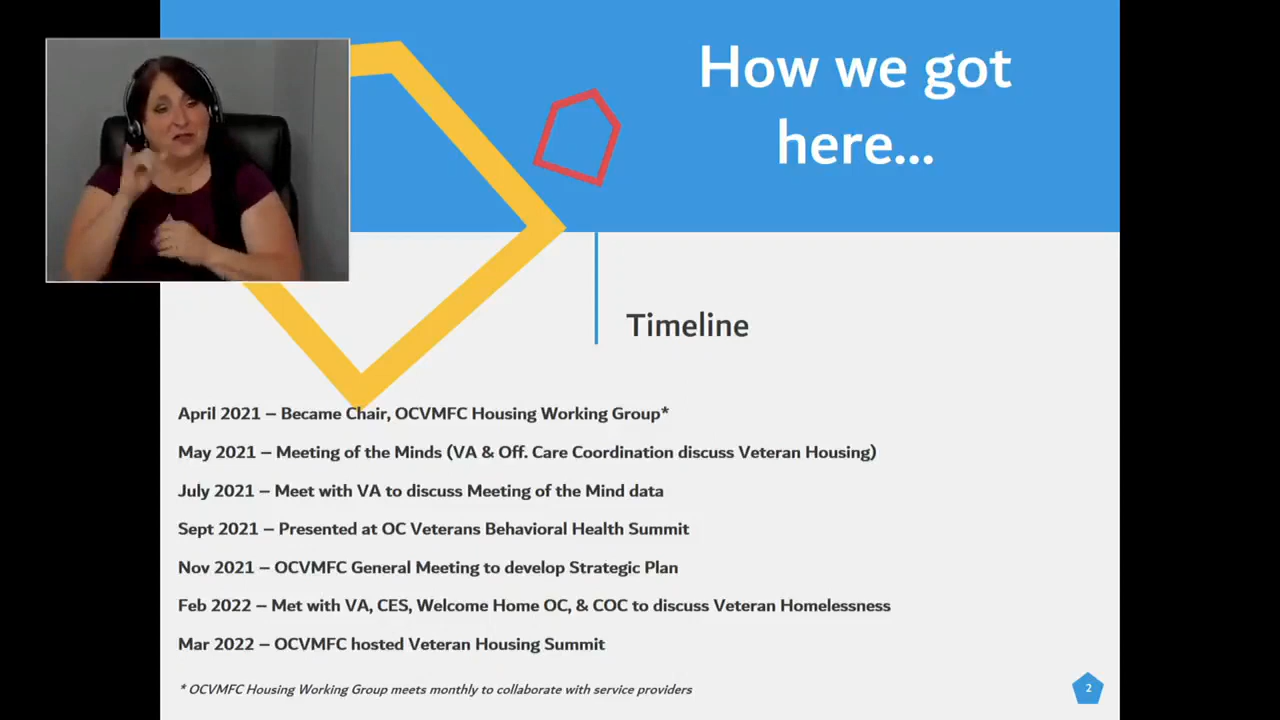 How we got
here...
Timeline
April 2021 – Became Chair, OCVMFC Housing Working Group*
May 2021 – Meeting of the Minds (VA & Off. Care Coordination discuss Veteran Housing)
July 2021 – Meet with VA to discuss Meeting of the Mind data
Sept 2021 – Presented at OC Veterans Behavioral Health Summit
Nov 2021 – OCVMFC General Meeting to develop Strategic Plan
Feb 2022 – Met with VA, CES, Welcome Home OC, & COC to discuss Veteran Homelessness
Mar 2022 – OCVMFC hosted Veteran Housing Summit
* OCVMFC Housing Working Group meets monthly to collaborate with service providers
2